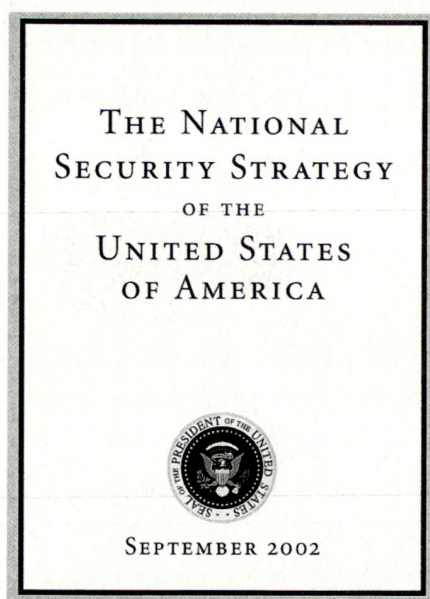 THE NATIONAL
SECURITY STRATEGY
OF THE
UNITED STATES
OF AMERICA
SEAL OF THE PRESIDENT OF THE UNITED STATES
SEPTEMBER 2002